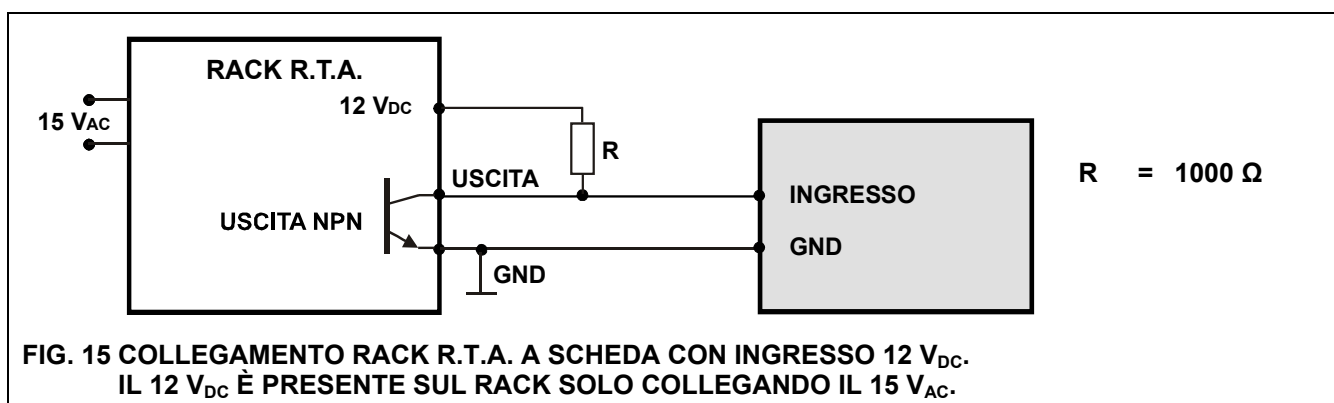 RACK R.T.A.
12 VDC
15 VAC
R
USCITA
R = 1000 Ω
INGRESSO
USCITA NPN
GND
GND
FIG. 15 COLLEGAMENTO RACK R.T.A. A SCHEDA CON INGRESSO 12 VDC.
IL 12 VDC È PRESENTE SUL RACK SOLO COLLEGANDO IL 15 VAC.